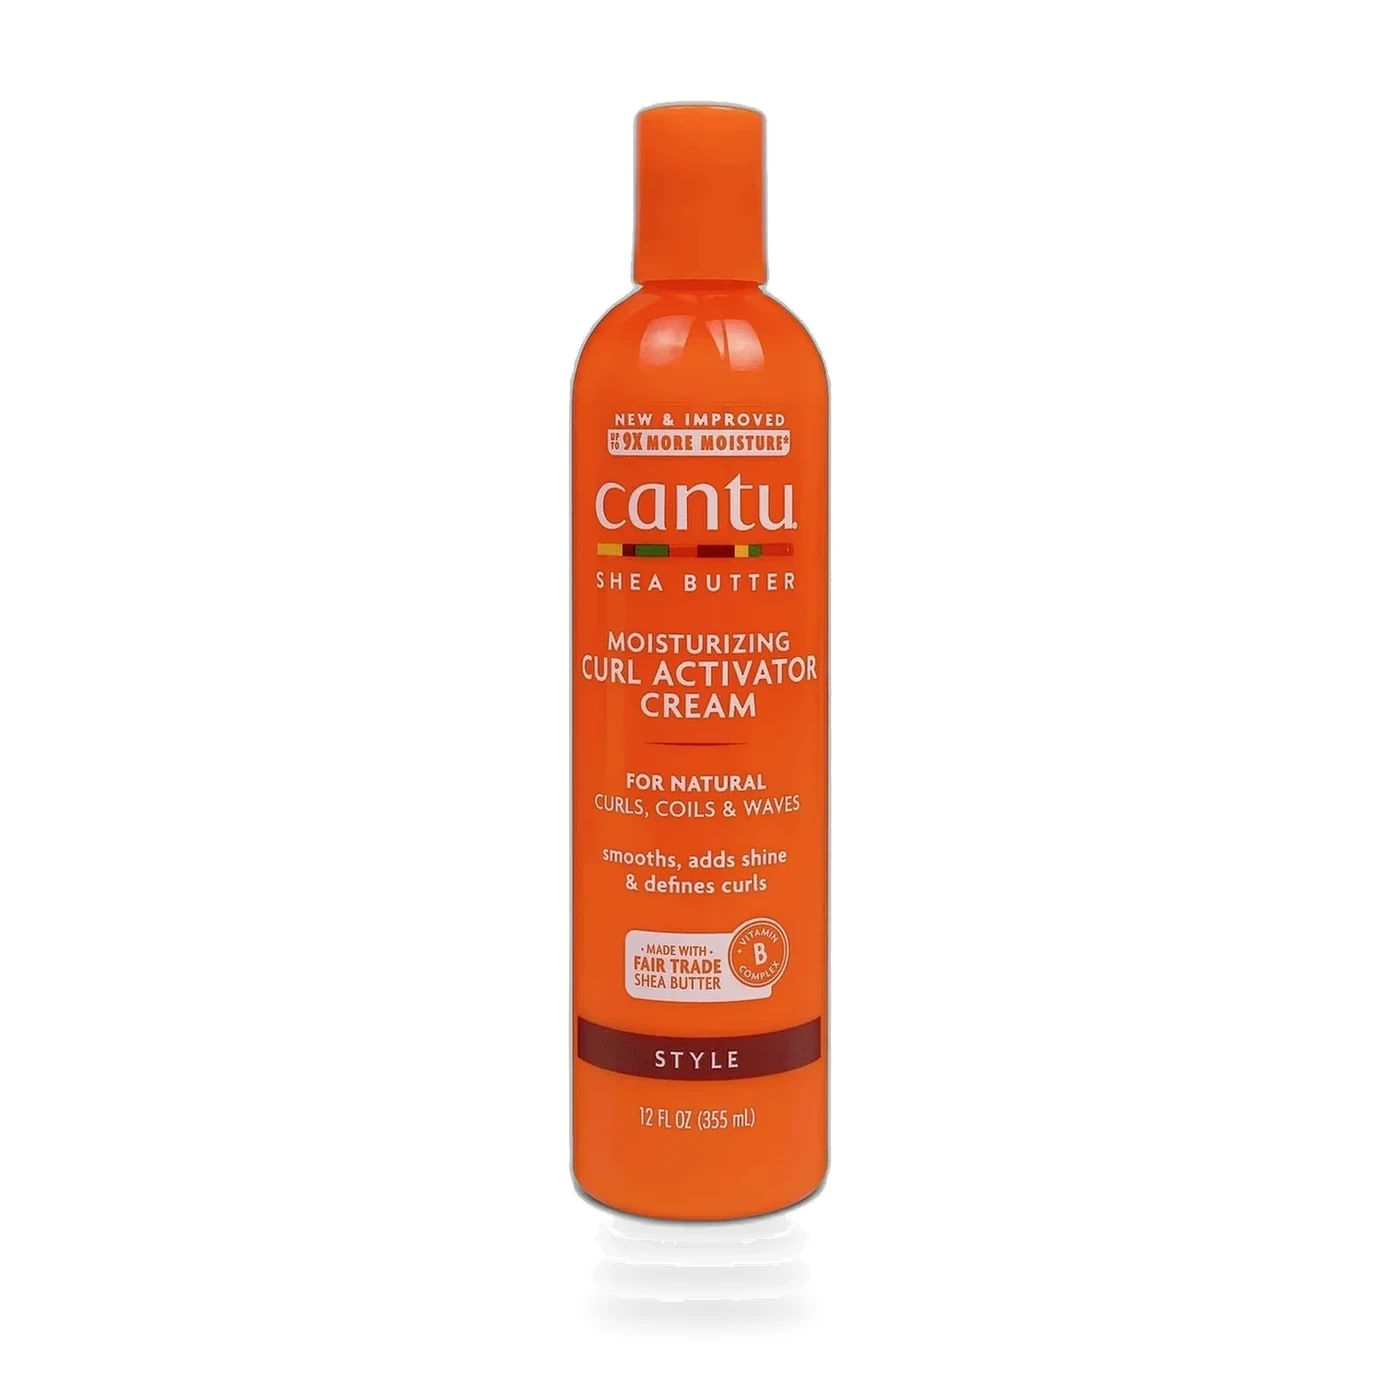 NEW & IMPROVED
UP TO 9X MORE MOISTURE*
cantu
SHEA BUTTER
MOISTURIZING
CURL ACTIVATOR
CREAM
FOR NATURAL
CURLS, COILS & WAVES
smooths, adds shine
& defines curls
· MADE WITH ·
FAIR TRADE
SHEA BUTTER
VITAMIN
B
COMPLEX
STYLE
12 FL OZ (355 mL)